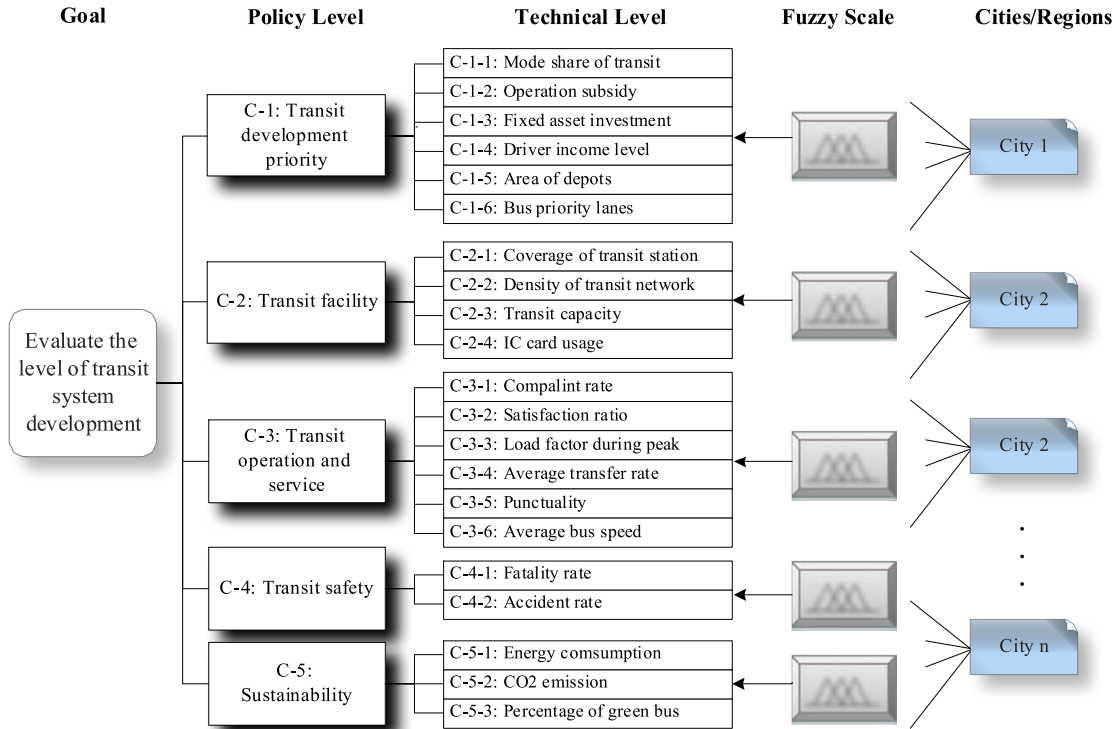 Goal
Policy Level
Technical Level
Fuzzy Scale
Cities/Regions
Evaluate the
level of transit
system
development
C-1: Transit
development
priority
C-1-1: Mode share of transit
C-1-2: Operation subsidy
C-1-3: Fixed asset investment
C-1-4: Driver income level
C-1-5: Area of depots
C-1-6: Bus priority lanes
City 1
C-2: Transit facility
C-2-1: Coverage of transit station
C-2-2: Density of transit network
C-2-3: Transit capacity
C-2-4: IC card usage
City 2
C-3: Transit
operation and
service
C-3-1: Compalint rate
C-3-2: Satisfaction ratio
C-3-3: Load factor during peak
C-3-4: Average transfer rate
C-3-5: Punctuality
C-3-6: Average bus speed
City 2
C-4: Transit safety
C-4-1: Fatality rate
C-4-2: Accident rate
City n
C-5:
Sustainability
C-5-1: Energy comsumption
C-5-2: CO2 emission
C-5-3: Percentage of green bus